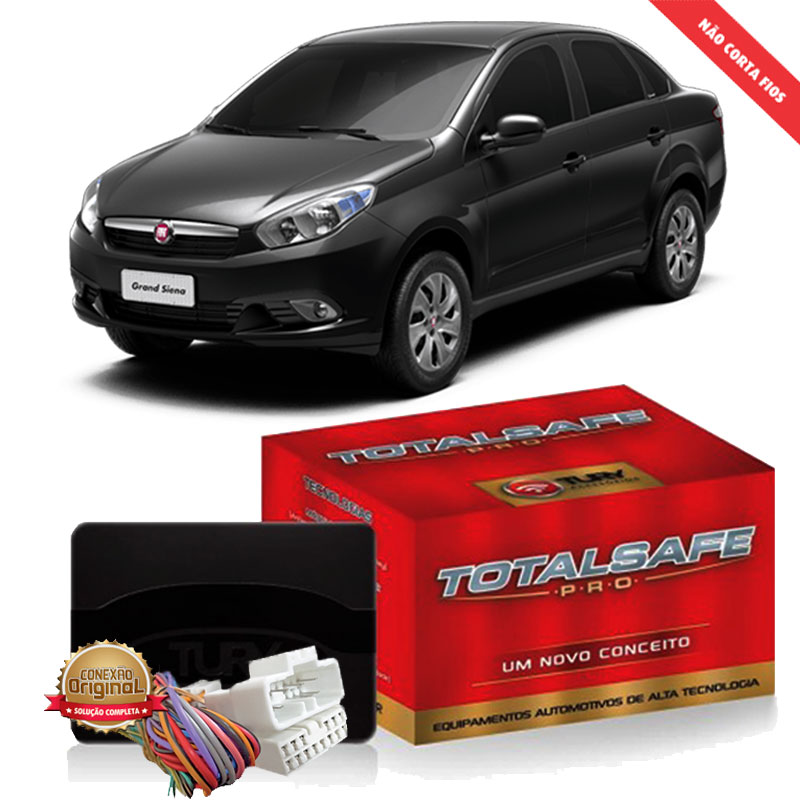 NÃO CORTA FIOS
Grand Siena
TOTALSAFE
PRO
TURY
TECNOLOGIAS
TOTALSAFE
PRO
UM NOVO CONCEITO
EQUIPAMENTOS AUTOMOTIVOS DE ALTA TECNOLOGIA
TURY
CONEXÃO
Original
SOLUÇÃO COMPLETA